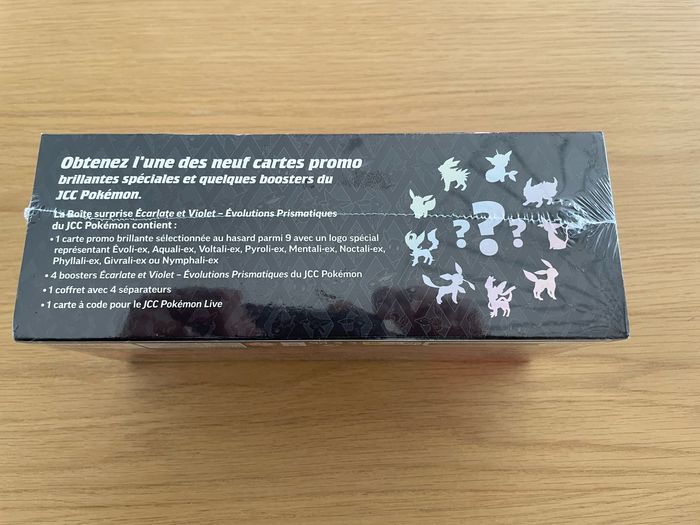 Obtenez l'une des neuf cartes promo
brillantes spéciales et quelques boosters du
JCC Pokémon.
La Boîte surprise Écarlate et Violet – Évolutions Prismatiques
du JCC Pokémon contient :
• 1 carte promo brillante sélectionnée au hasard parmi 9 avec un logo spécial
représentant Évoli-ex, Aquali-ex, Voltali-ex, Pyroli-ex, Mentali-ex, Noctali-ex,
Phyllali-ex, Givrali-ex ou Nymphali-ex
• 4 boosters Écarlate et Violet – Évolutions Prismatiques du JCC Pokémon
• 1 coffret avec 4 séparateurs
• 1 carte à code pour le JCC Pokémon Live
? ? ?